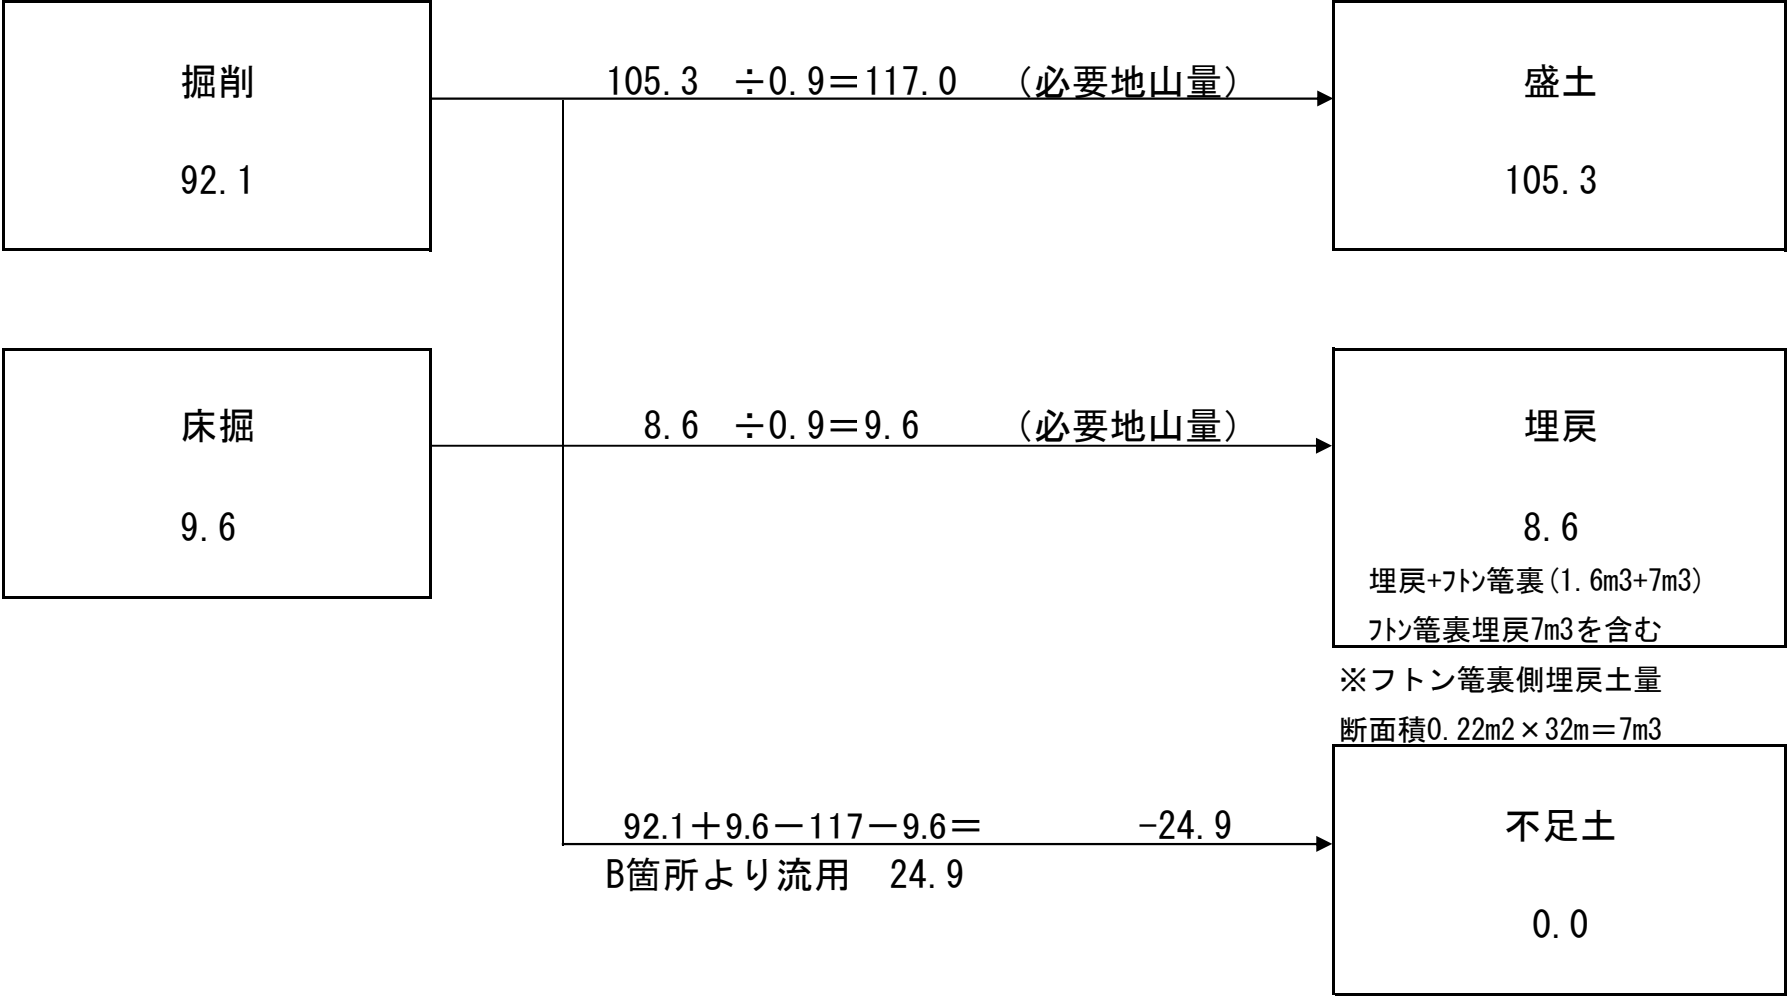 掘削
92.1
105.3 ÷0.9＝117.0 （必要地山量）
盛土
105.3
床掘
9.6
8.6 ÷0.9＝9.6 （必要地山量）
埋戻
8.6
埋戻+ﾌﾄﾝ篭裏(1.6m3+7m3)
ﾌﾄﾝ篭裏埋戻7m3を含む
※フトン篭裏側埋戻土量
断面積0.22m2×32m＝7m3
92.1＋9.6－117－9.6＝ -24.9
B箇所より流用 24.9
不足土
0.0